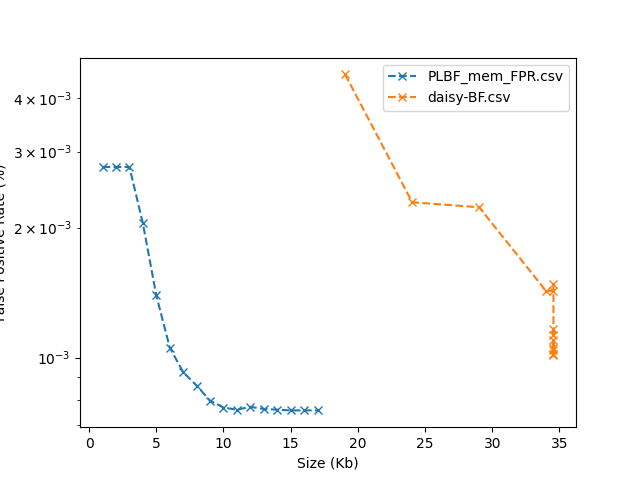 PLBF_mem_FPR.csv
daisy-BF.csv
4 × 10⁻³
3 × 10⁻³
2 × 10⁻³
10⁻³
Positive Rate (%)
0 5 10 15 20 25 30 35
Size (Kb)